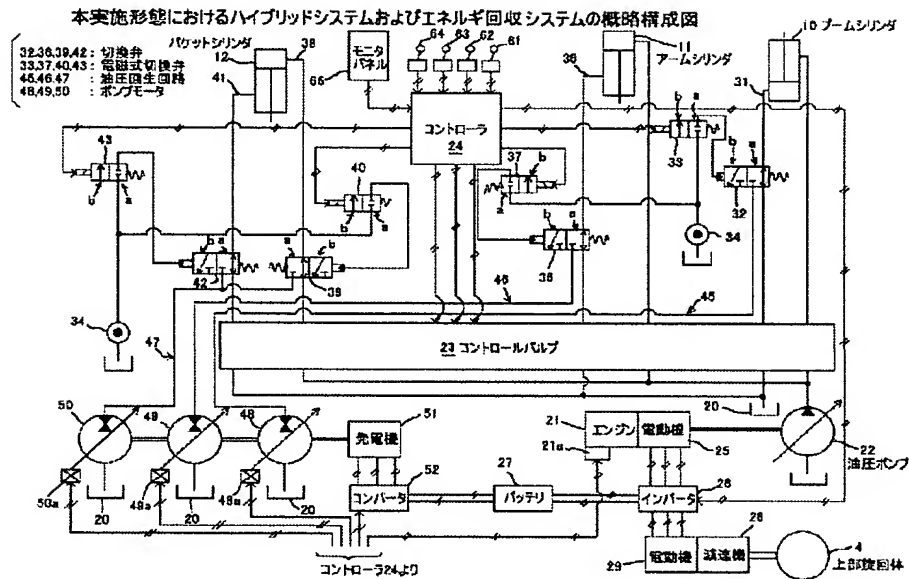 本実施形態におけるハイブリッドシステムおよびエネルギ回収システムの概略構成図
32,36,39,42 : 切換弁
33,37,40,43 : 電磁式切換弁
45,46,47 : 油圧回生回路
48,49,50 : ポンプモータ
バケットシリンダ
12
38
41
モニタパネル
66
64
63
62
61
コントローラ
24
35
11
アームシリンダ
10 ブームシリンダ
31
b
a
43
b
a
40
b
a
37
b
a
b
a
33
b
a
32
34
b
a
42
a
b
39
b
a
36
46
45
34
47
23 コントロールバルブ
20
50
49
48
51
発電機
21
エンジン
電動機
21a
25
22
油圧ポンプ
50a
49a
48a
20
20
20
52
コンバータ
27
バッテリ
インバータ
28
コントローラ24より
29
電動機
減速機
4
上部旋回体